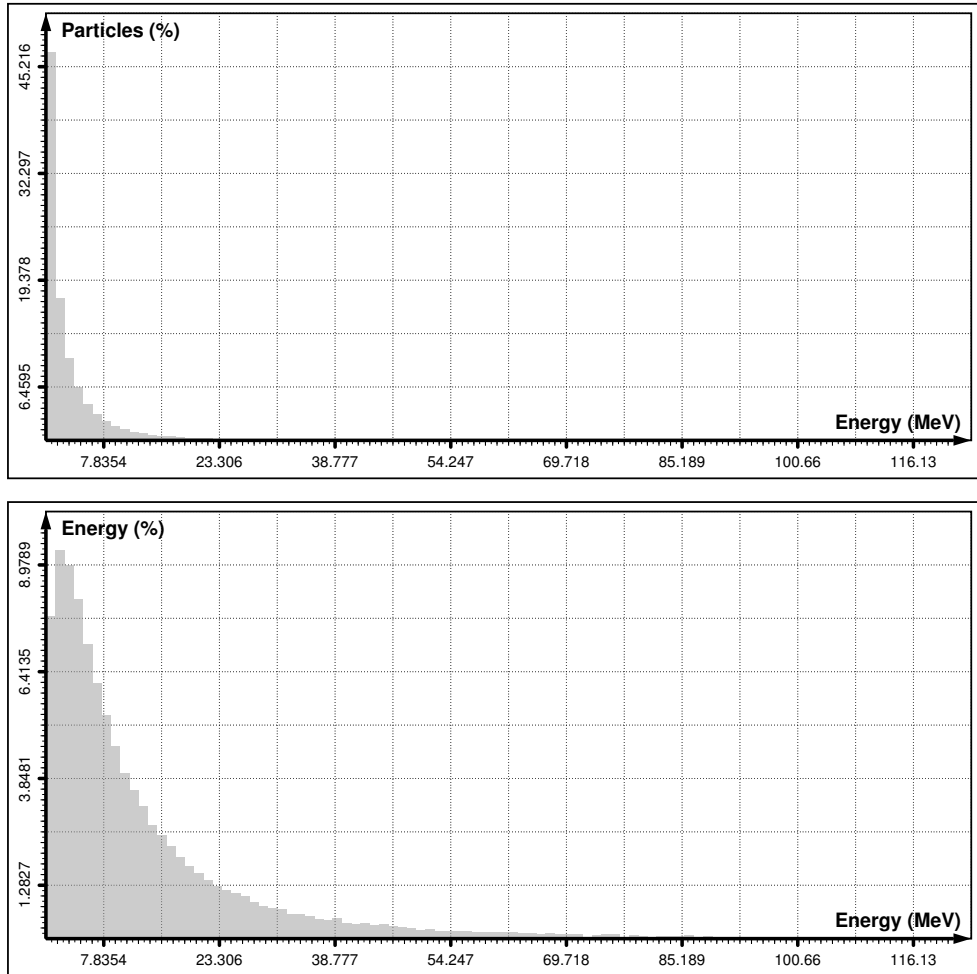 Particles (%)
45.216
32.297
19.378
6.4595
Energy (MeV)
7.8354 23.306 38.777 54.247 69.718 85.189 100.66 116.13
Energy (%)
8.9789
6.4135
3.8481
1.2827
Energy (MeV)
7.8354 23.306 38.777 54.247 69.718 85.189 100.66 116.13